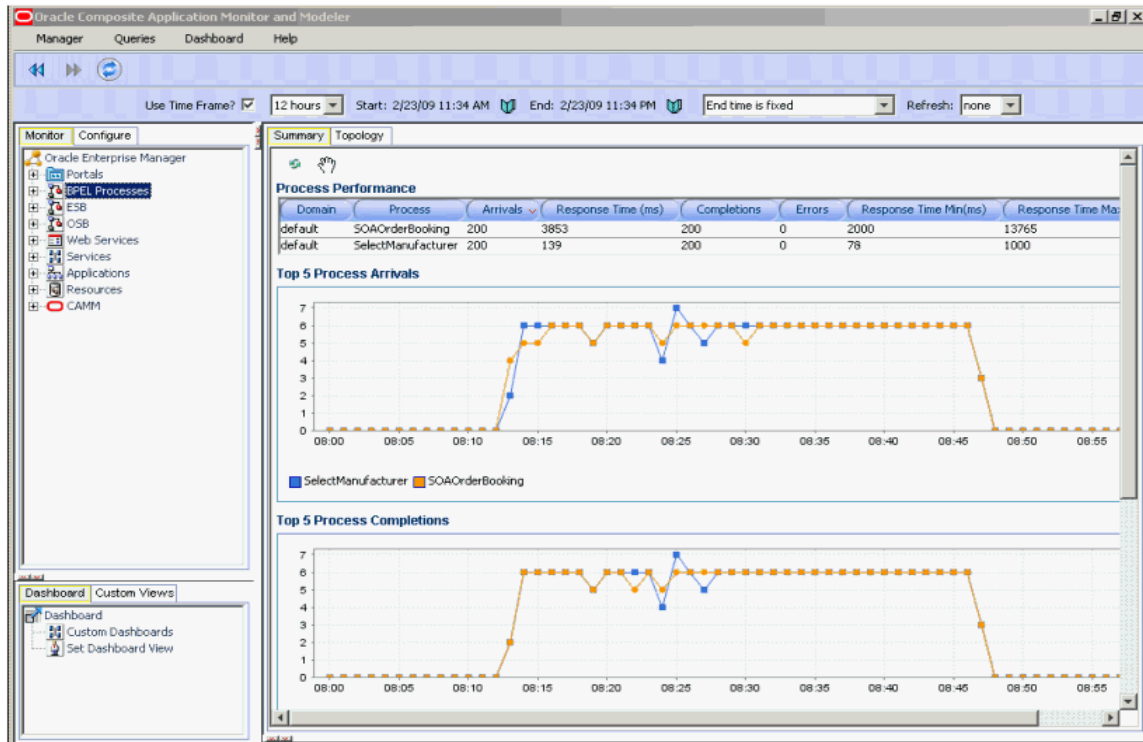 Oracle Composite Application Monitor and Modeler
Manager Queries Dashboard Help
Use Time Frame? 12 hours Start: 2/23/09 11:34 AM End: 2/23/09 11:34 PM End time is fixed Refresh: none
Monitor Configure
Oracle Enterprise Manager
Portals
BPEL Processes
ESB
OSB
Web Services
Services
Applications
Resources
CAMM
Dashboard Custom Views
Dashboard
Custom Dashboards
Set Dashboard View
Summary Topology
Process Performance
Domain Process Arrivals Response Time (ms) Completions Errors Response Time Min(ms) Response Time Max
default SOAOrderBooking 200 3853 200 0 2000 13765
default SelectManufacturer 200 139 200 0 78 1000
Top 5 Process Arrivals
7
6
5
4
3
2
1
0
08:00 08:05 08:10 08:15 08:20 08:25 08:30 08:35 08:40 08:45 08:50 08:55
SelectManufacturer SOAOrderBooking
Top 5 Process Completions
7
6
5
4
3
2
1
0
08:00 08:05 08:10 08:15 08:20 08:25 08:30 08:35 08:40 08:45 08:50 08:55